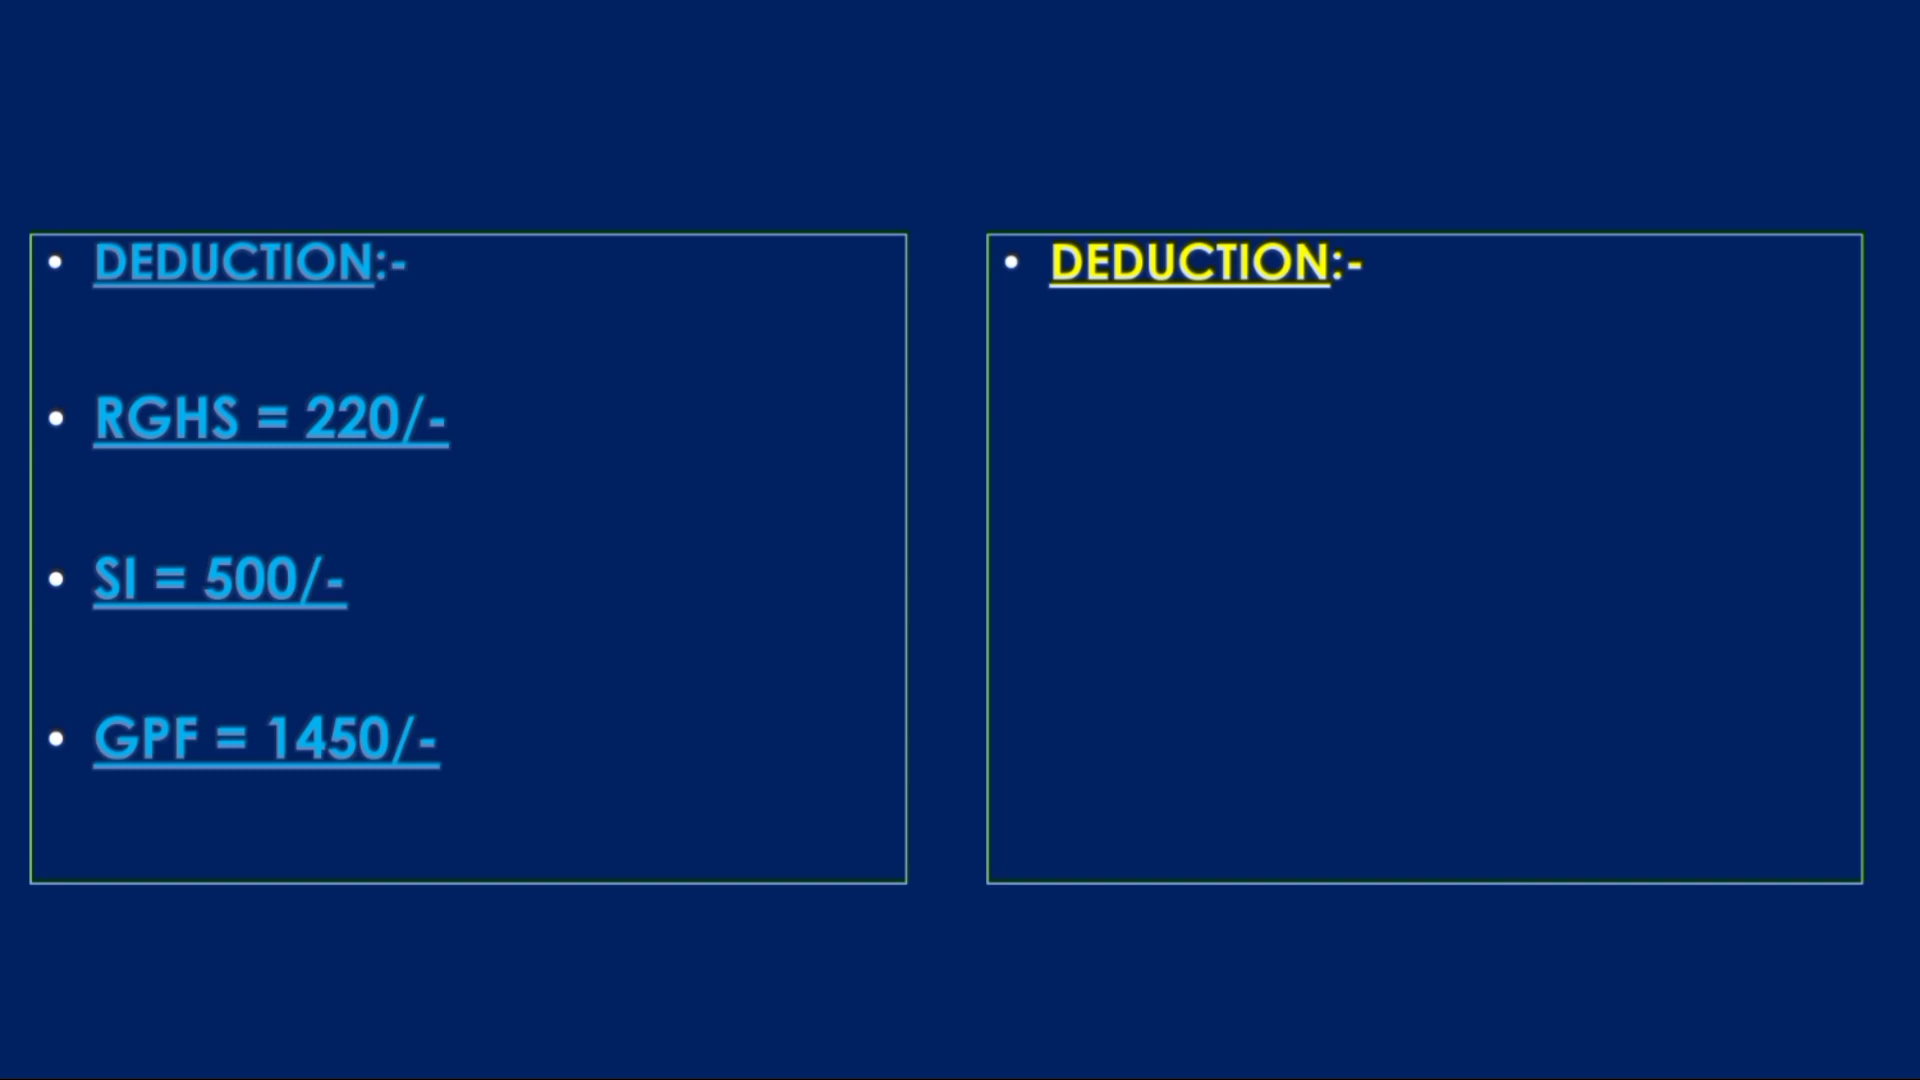 • DEDUCTION:-
• RGHS = 220/-
• SI = 500/-
• GPF = 1450/-
• DEDUCTION:-